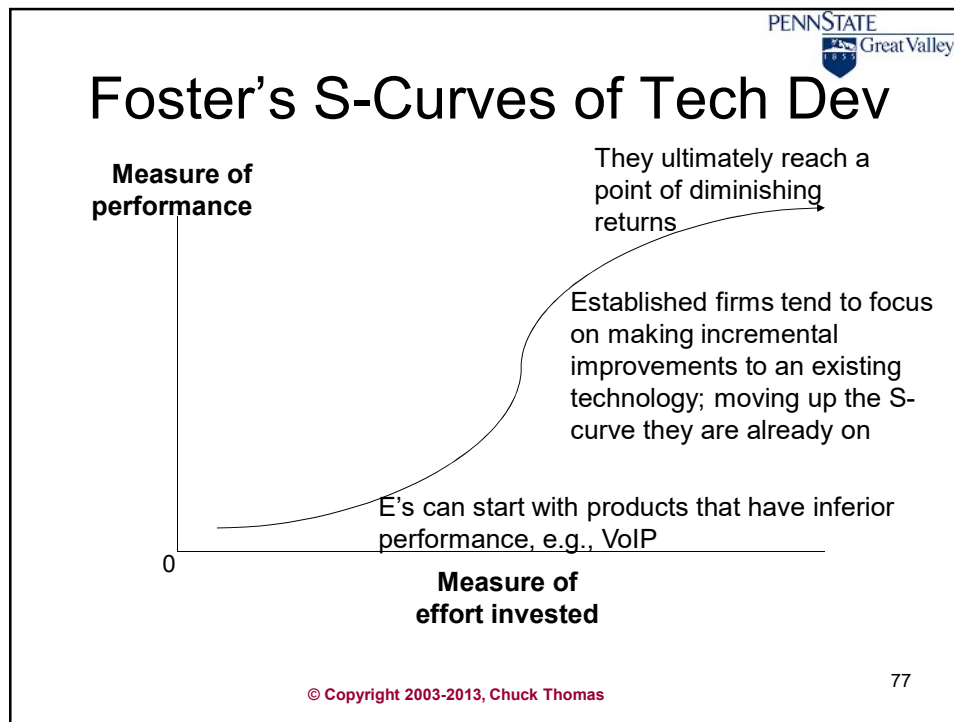 PENNSTATE
1855
Great Valley
Foster’s S-Curves of Tech Dev
Measure of
performance
They ultimately reach a
point of diminishing
returns
Established firms tend to focus
on making incremental
improvements to an existing
technology; moving up the S-
curve they are already on
E's can start with products that have inferior
performance, e.g., VoIP
0
Measure of
effort invested
© Copyright 2003-2013, Chuck Thomas
77